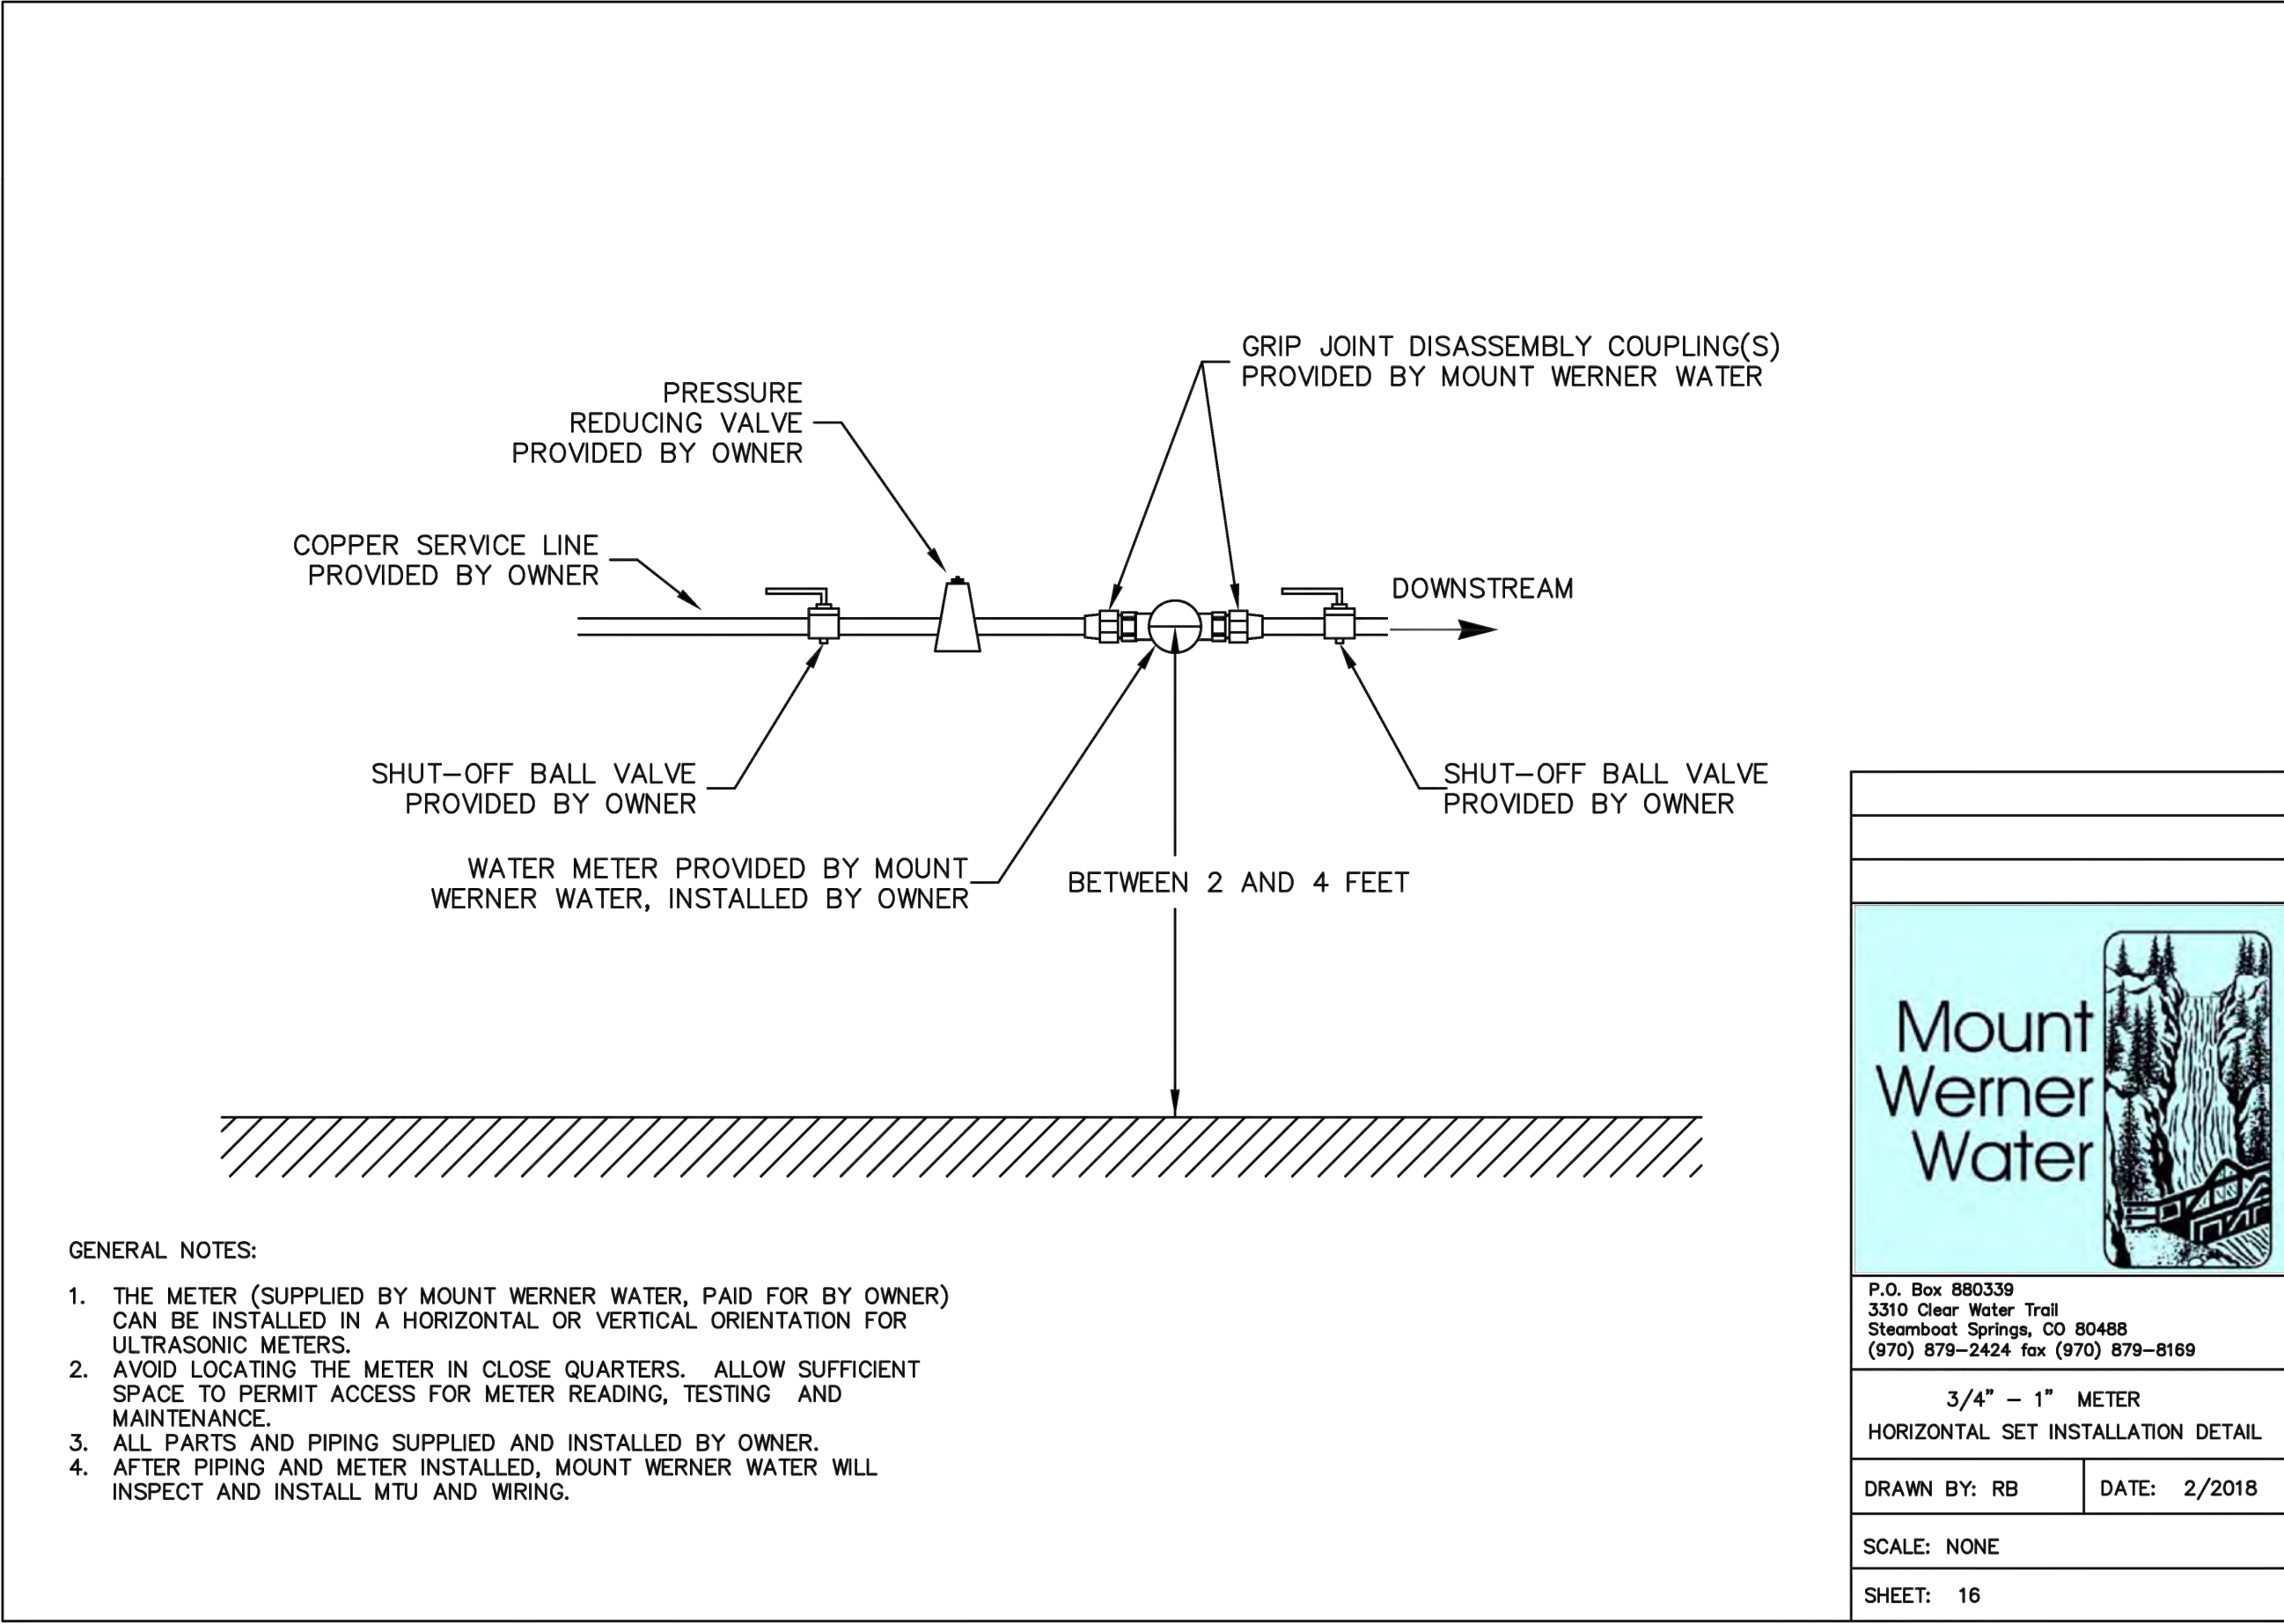 GRIP JOINT DISASSEMBLY COUPLING(S)
PROVIDED BY MOUNT WERNER WATER
PRESSURE
REDUCING VALVE
PROVIDED BY OWNER
COPPER SERVICE LINE
PROVIDED BY OWNER
DOWNSTREAM
SHUT-OFF BALL VALVE
PROVIDED BY OWNER
SHUT-OFF BALL VALVE
PROVIDED BY OWNER
WATER METER PROVIDED BY MOUNT
WERNER WATER, INSTALLED BY OWNER
BETWEEN 2 AND 4 FEET
GENERAL NOTES:
1. THE METER (SUPPLIED BY MOUNT WERNER WATER, PAID FOR BY OWNER)
CAN BE INSTALLED IN A HORIZONTAL OR VERTICAL ORIENTATION FOR
ULTRASONIC METERS.
2. AVOID LOCATING THE METER IN CLOSE QUARTERS. ALLOW SUFFICIENT
SPACE TO PERMIT ACCESS FOR METER READING, TESTING AND
MAINTENANCE.
3. ALL PARTS AND PIPING SUPPLIED AND INSTALLED BY OWNER.
4. AFTER PIPING AND METER INSTALLED, MOUNT WERNER WATER WILL
INSPECT AND INSTALL MTU AND WIRING.
Mount
Werner
Water
P.O. Box 880339
3310 Clear Water Trail
Steamboat Springs, CO 80488
(970) 879-2424 fax (970) 879-8169
3/4" - 1" METER
HORIZONTAL SET INSTALLATION DETAIL
DRAWN BY: RB
DATE: 2/2018
SCALE: NONE
SHEET: 16